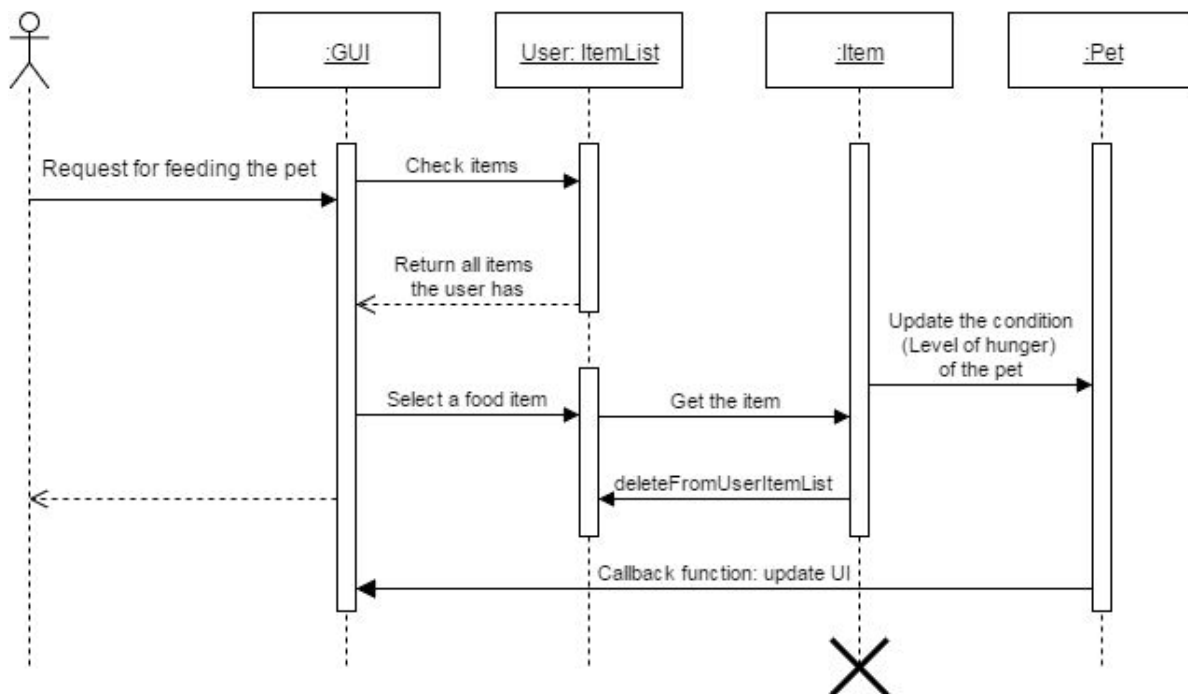 :GUI
User: ItemList
:Item
:Pet
Request for feeding the pet
Check items
Return all items
the user has
Update the condition
(Level of hunger)
of the pet
Select a food item
Get the item
deleteFromUserItemList
Callback function: update UI